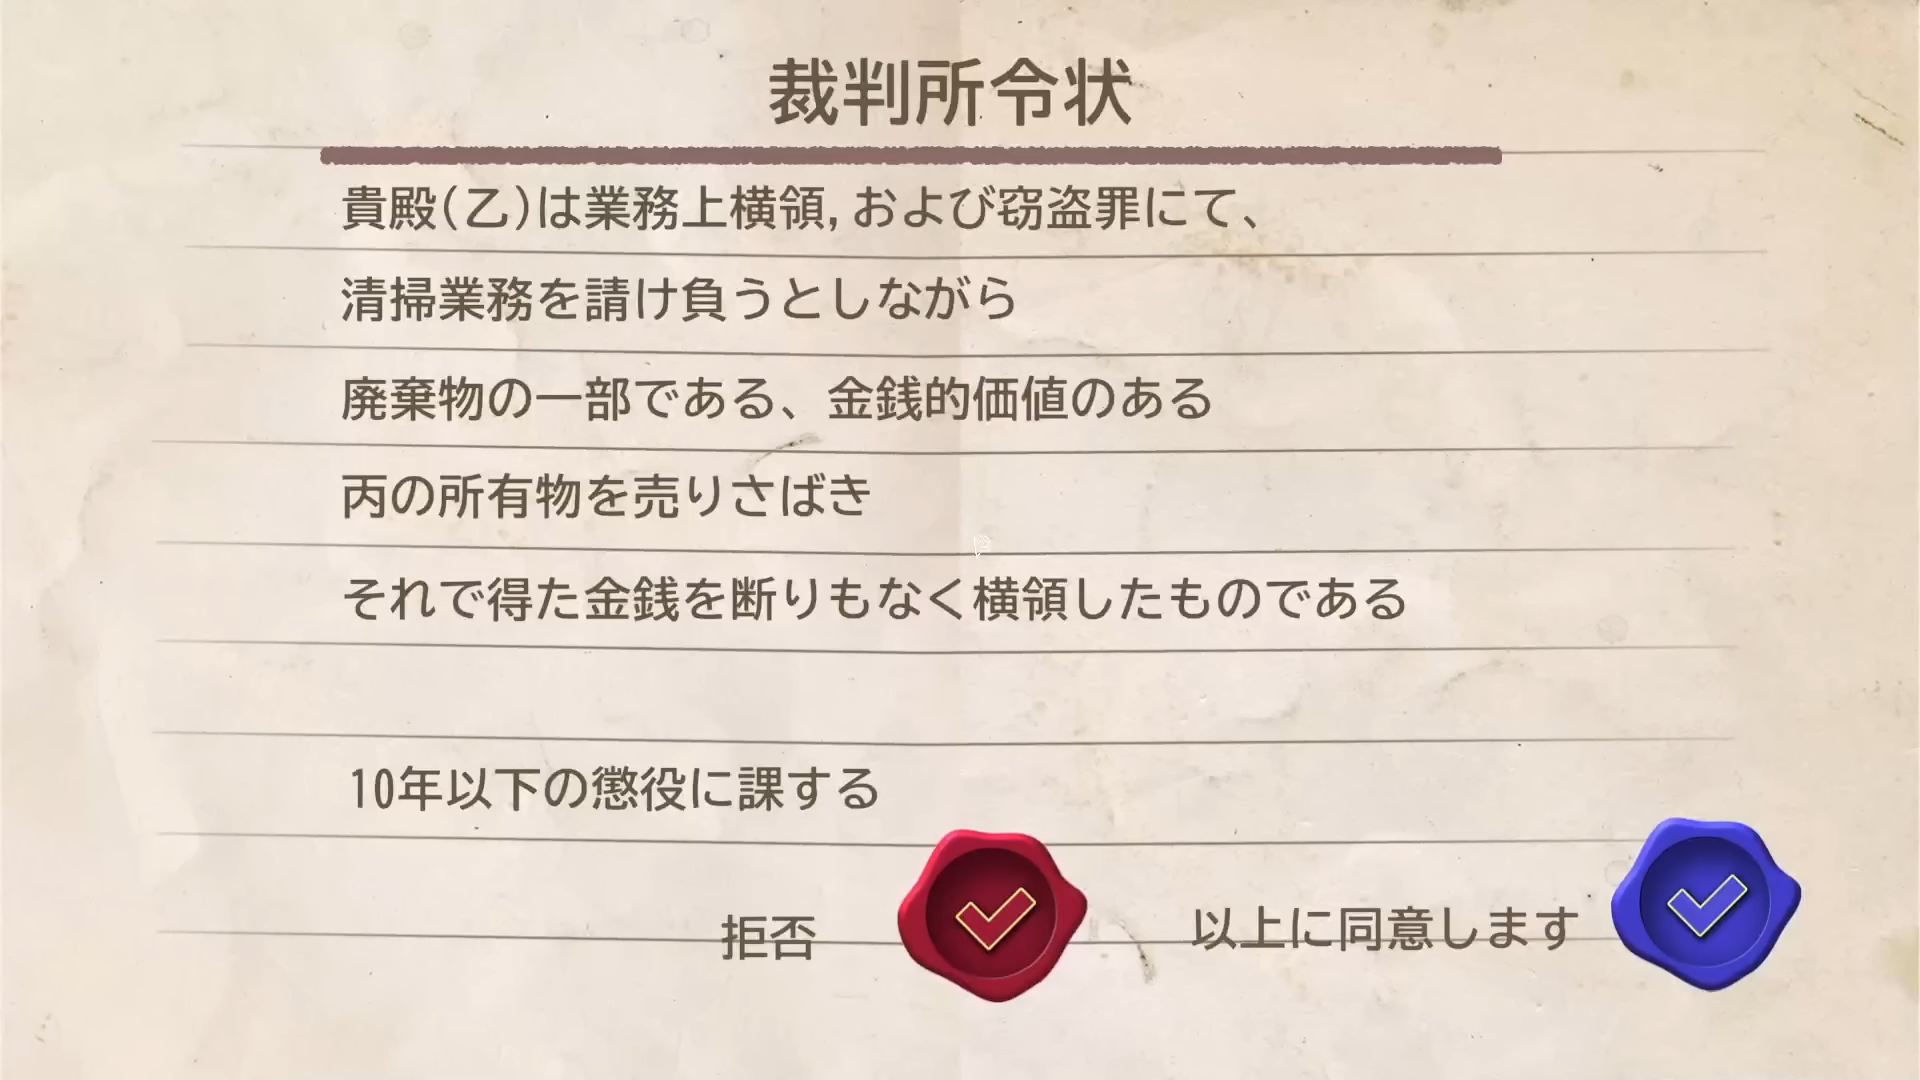 裁判所令状
貴殿(乙)は業務上横領,および窃盗罪にて、
清掃業務を請け負うとしながら
廃棄物の一部である、金銭的価値のある
丙の所有物を売りさばき
それで得た金銭を断りもなく横領したものである
10年以下の懲役に課する
拒否
以上に同意します